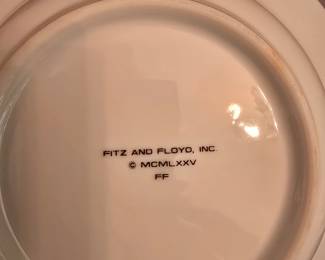 FITZ AND FLOYD, INC.
© MCMLXXV
FF